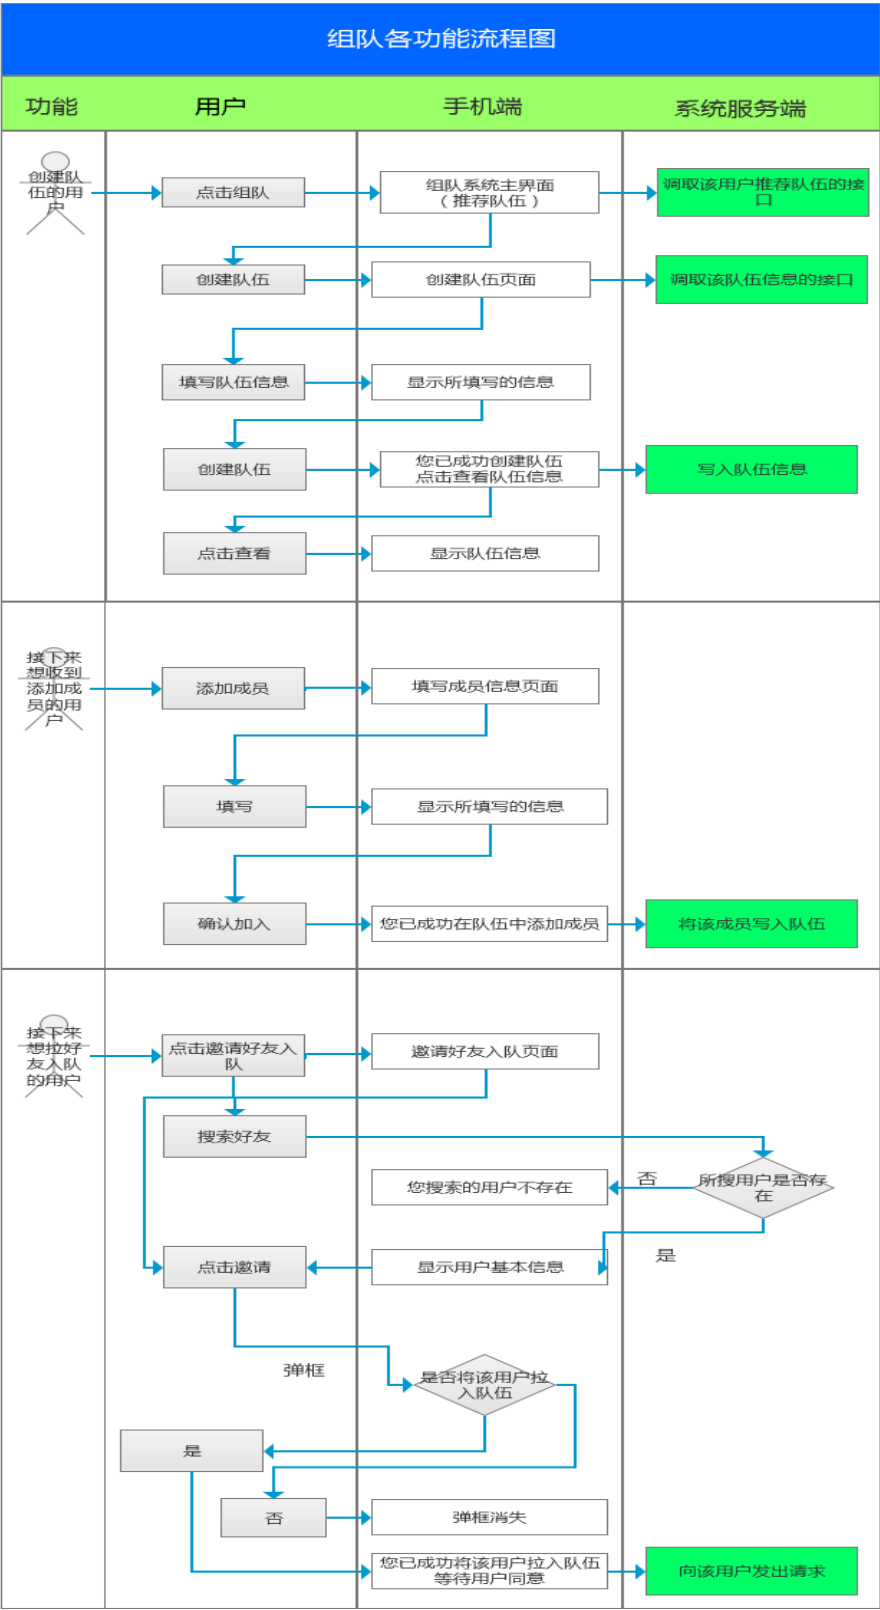 组队各功能流程图
功能
用户
手机端
系统服务端
创建队
伍的用
户
点击组队
组队系统主界面
（推荐队伍）
调取该用户推荐队伍的接
口
创建队伍
创建队伍页面
调取该队伍信息的接口
填写队伍信息
显示所填写的信息
创建队伍
您已成功创建队伍
点击查看队伍信息
写入队伍信息
点击查看
显示队伍信息
接下来
想收到
添加成
员的用
户
添加成员
填写成员信息页面
填写
显示所填写的信息
确认加入
您已成功在队伍中添加成员
将该成员写入队伍
接下来
想拉好
友入队
的用户
点击邀请好友入
队
邀请好友入队页面
搜索好友
所搜用户是否存
在
否
您搜索的用户不存在
是
点击邀请
显示用户基本信息
弹框
是否将该用户拉
入队伍
是
否
弹框消失
您已成功将该用户拉入队伍
等待用户同意
向该用户发出请求